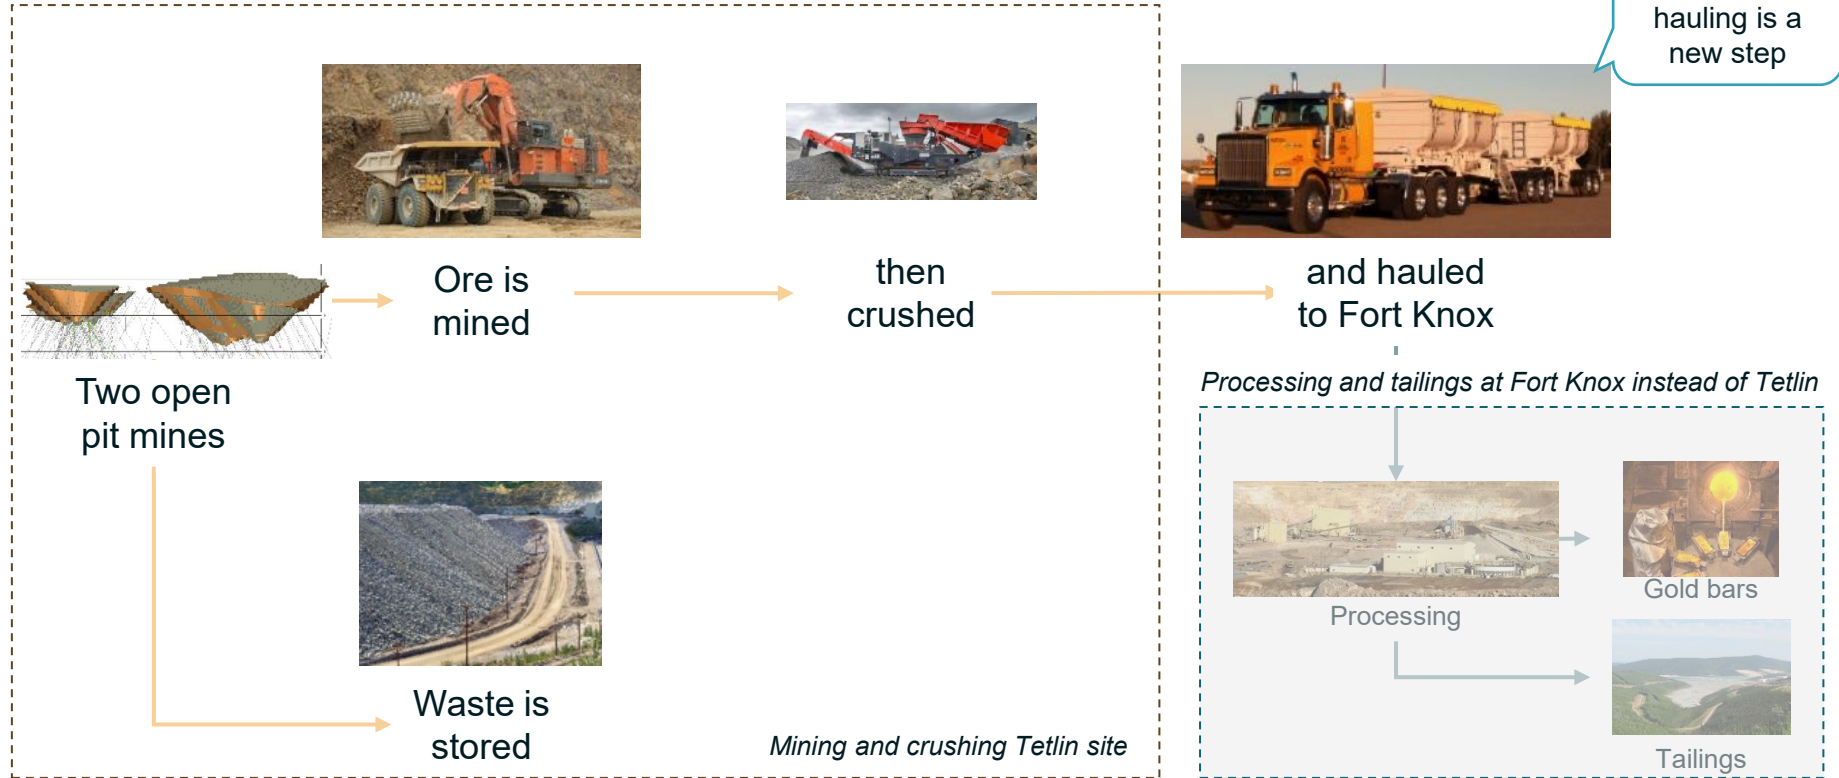 hauling is a
new step
Ore is
mined
then
crushed
and hauled
to Fort Knox
Two open
pit mines
Processing and tailings at Fort Knox instead of Tetlin
Processing
Gold bars
Tailings
Waste is
stored
Mining and crushing Tetlin site